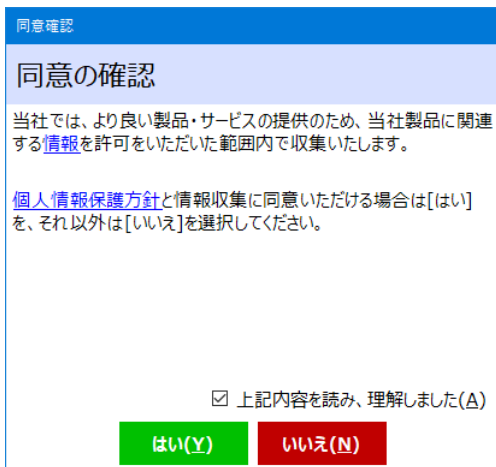 同意確認
同意の確認
当社では、より良い製品・サービスの提供のため、当社製品に関連
する情報を許可をいただいた範囲内で収集いたします。
個人情報保護方針と情報収集に同意いただける場合は[はい]
を、それ以外は[いいえ]を選択してください。
上記内容を読み、理解しました(A)
はい(Y)
いいえ(N)